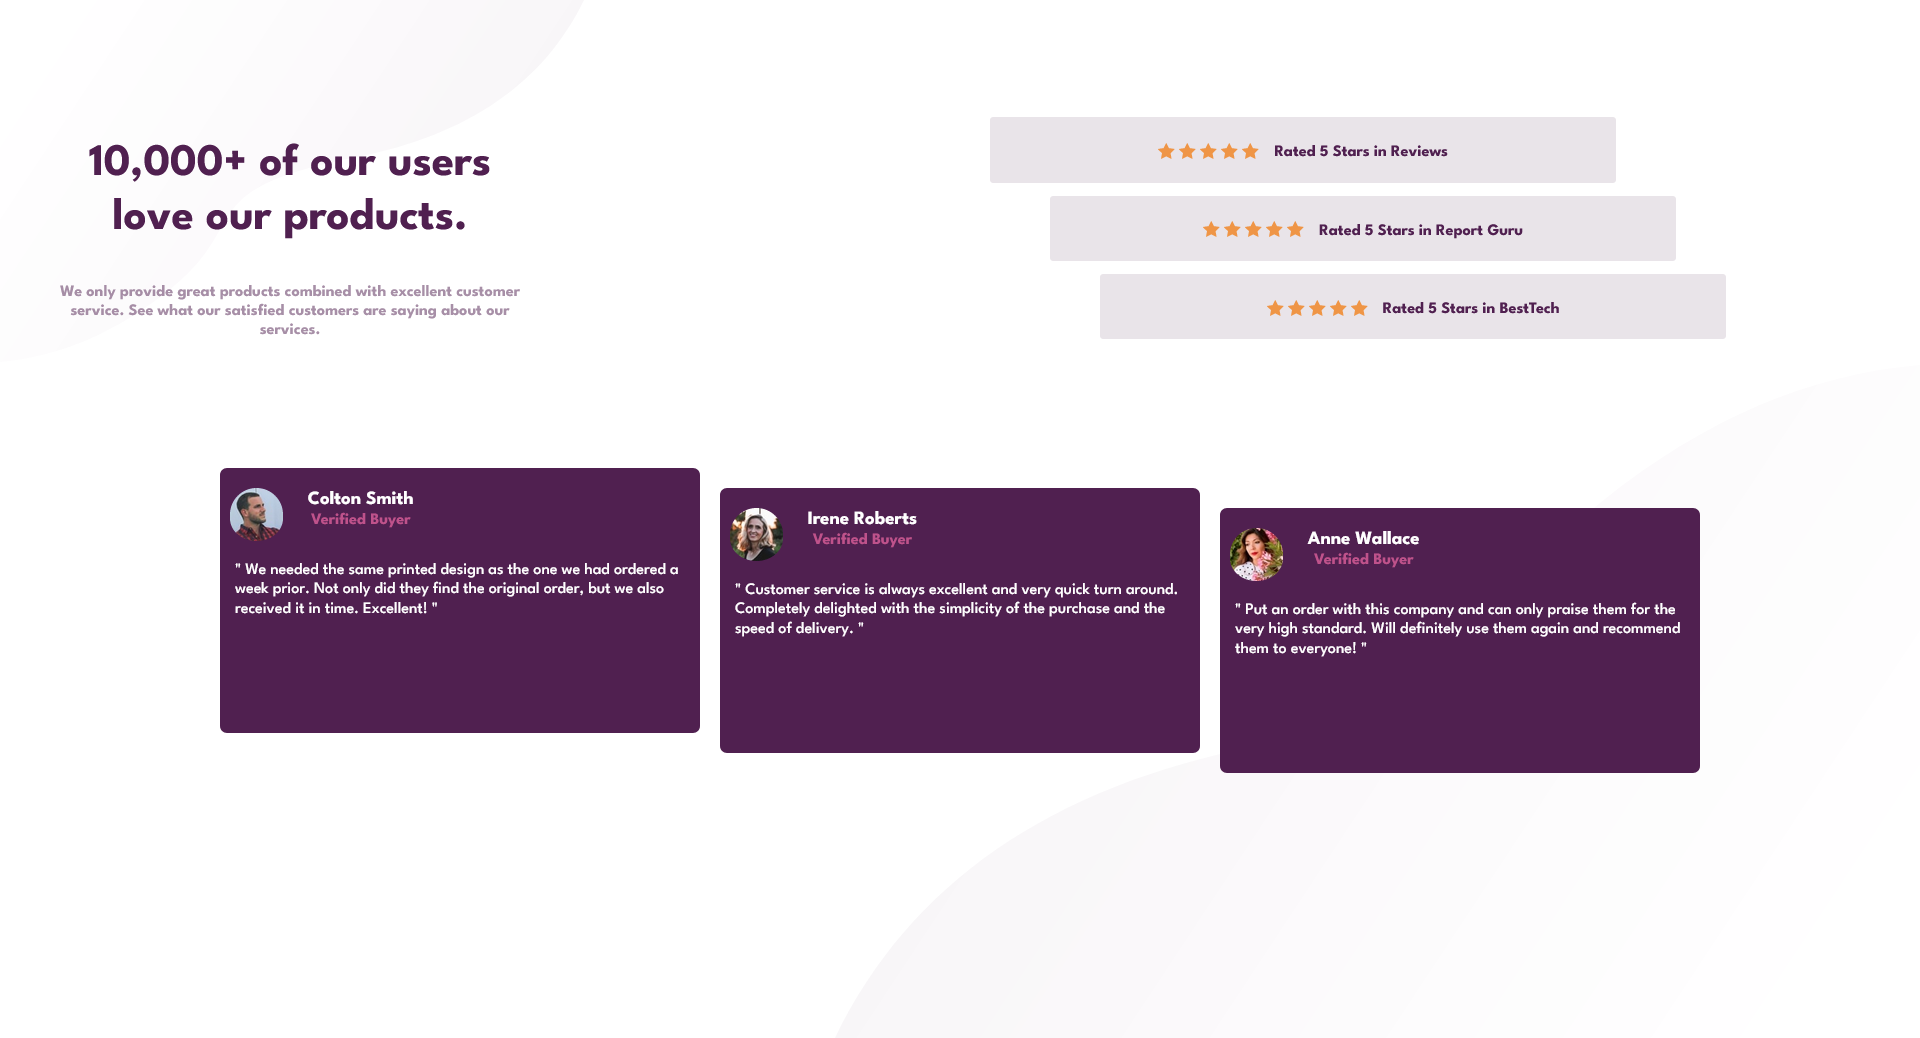 10,000+ of our users
love our products.
We only provide great products combined with excellent customer
service. See what our satisfied customers are saying about our
services.
Rated 5 Stars in Reviews
Rated 5 Stars in Report Guru
Rated 5 Stars in BestTech
Colton Smith
Verified Buyer
" We needed the same printed design as the one we had ordered a
week prior. Not only did they find the original order, but we also
received it in time. Excellent! "
Irene Roberts
Verified Buyer
" Customer service is always excellent and very quick turn around.
Completely delighted with the simplicity of the purchase and the
speed of delivery. "
Anne Wallace
Verified Buyer
" Put an order with this company and can only praise them for the
very high standard. Will definitely use them again and recommend
them to everyone! "